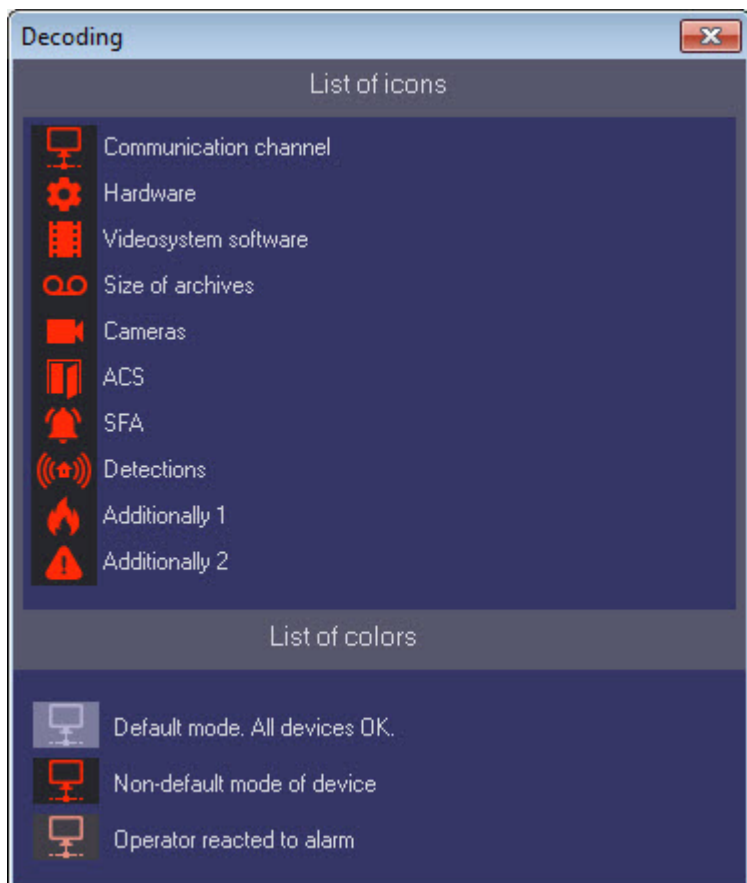 Decoding
List of icons
Communication channel
Hardware
Videosystem software
Size of archives
Cameras
ACS
SFA
Detections
Additionally 1
Additionally 2
List of colors
Default mode. All devices OK.
Non-default mode of device
Operator reacted to alarm